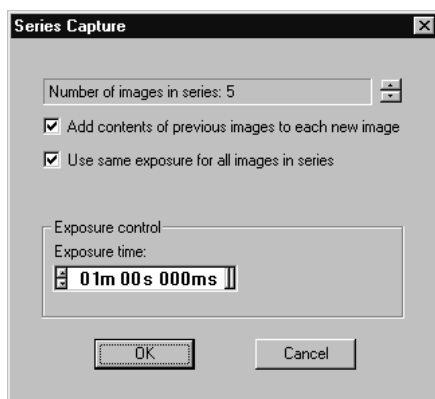 Series Capture
Number of images in series: 5
Add contents of previous images to each new image
Use same exposure for all images in series
Exposure control
Exposure time:
01m 00s 000ms
OK
Cancel